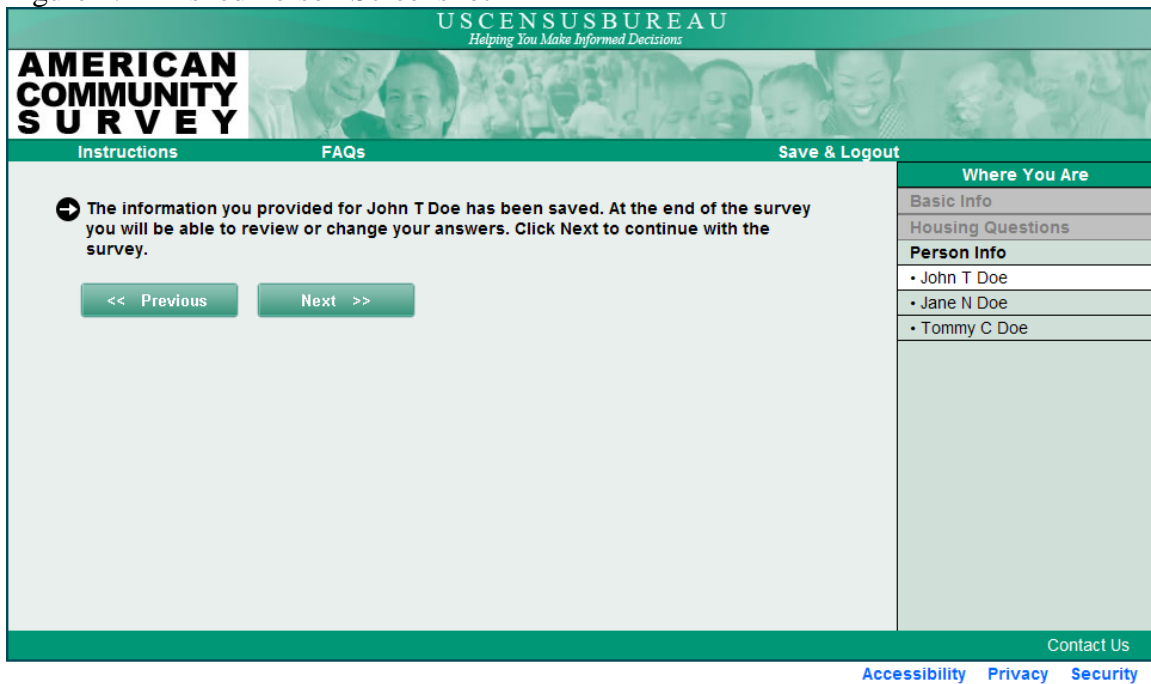 U S C E N S U S B U R E A U
Helping You Make Informed Decisions
AMERICAN
COMMUNITY
SURVEY
Instructions FAQs Save & Logout
Where You Are
Basic Info
Housing Questions
Person Info
• John T Doe
• Jane N Doe
• Tommy C Doe
The information you provided for John T Doe has been saved. At the end of the survey
you will be able to review or change your answers. Click Next to continue with the
survey.
<< Previous Next >>
Contact Us
Accessibility Privacy Security